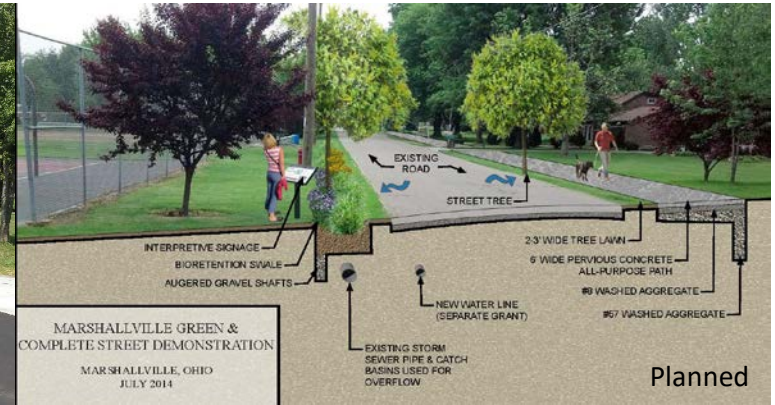 EXISTING
ROAD
STREET TREE
INTERPRETIVE SIGNAGE
BIORETENTION SWALE
AUGERED GRAVEL SHAFTS
2-3' WIDE TREE LAWN
6' WIDE PERVIOUS CONCRETE
ALL-PURPOSE PATH
#8 WASHED AGGREGATE
#57 WASHED AGGREGATE
NEW WATER LINE
(SEPARATE GRANT)
EXISTING STORM
SEWER PIPE & CATCH
BASINS USED FOR
OVERFLOW
MARSHALLVILLE GREEN &
COMPLETE STREET DEMONSTRATION
MARSHALLVILLE, OHIO
JULY 2014
Planned